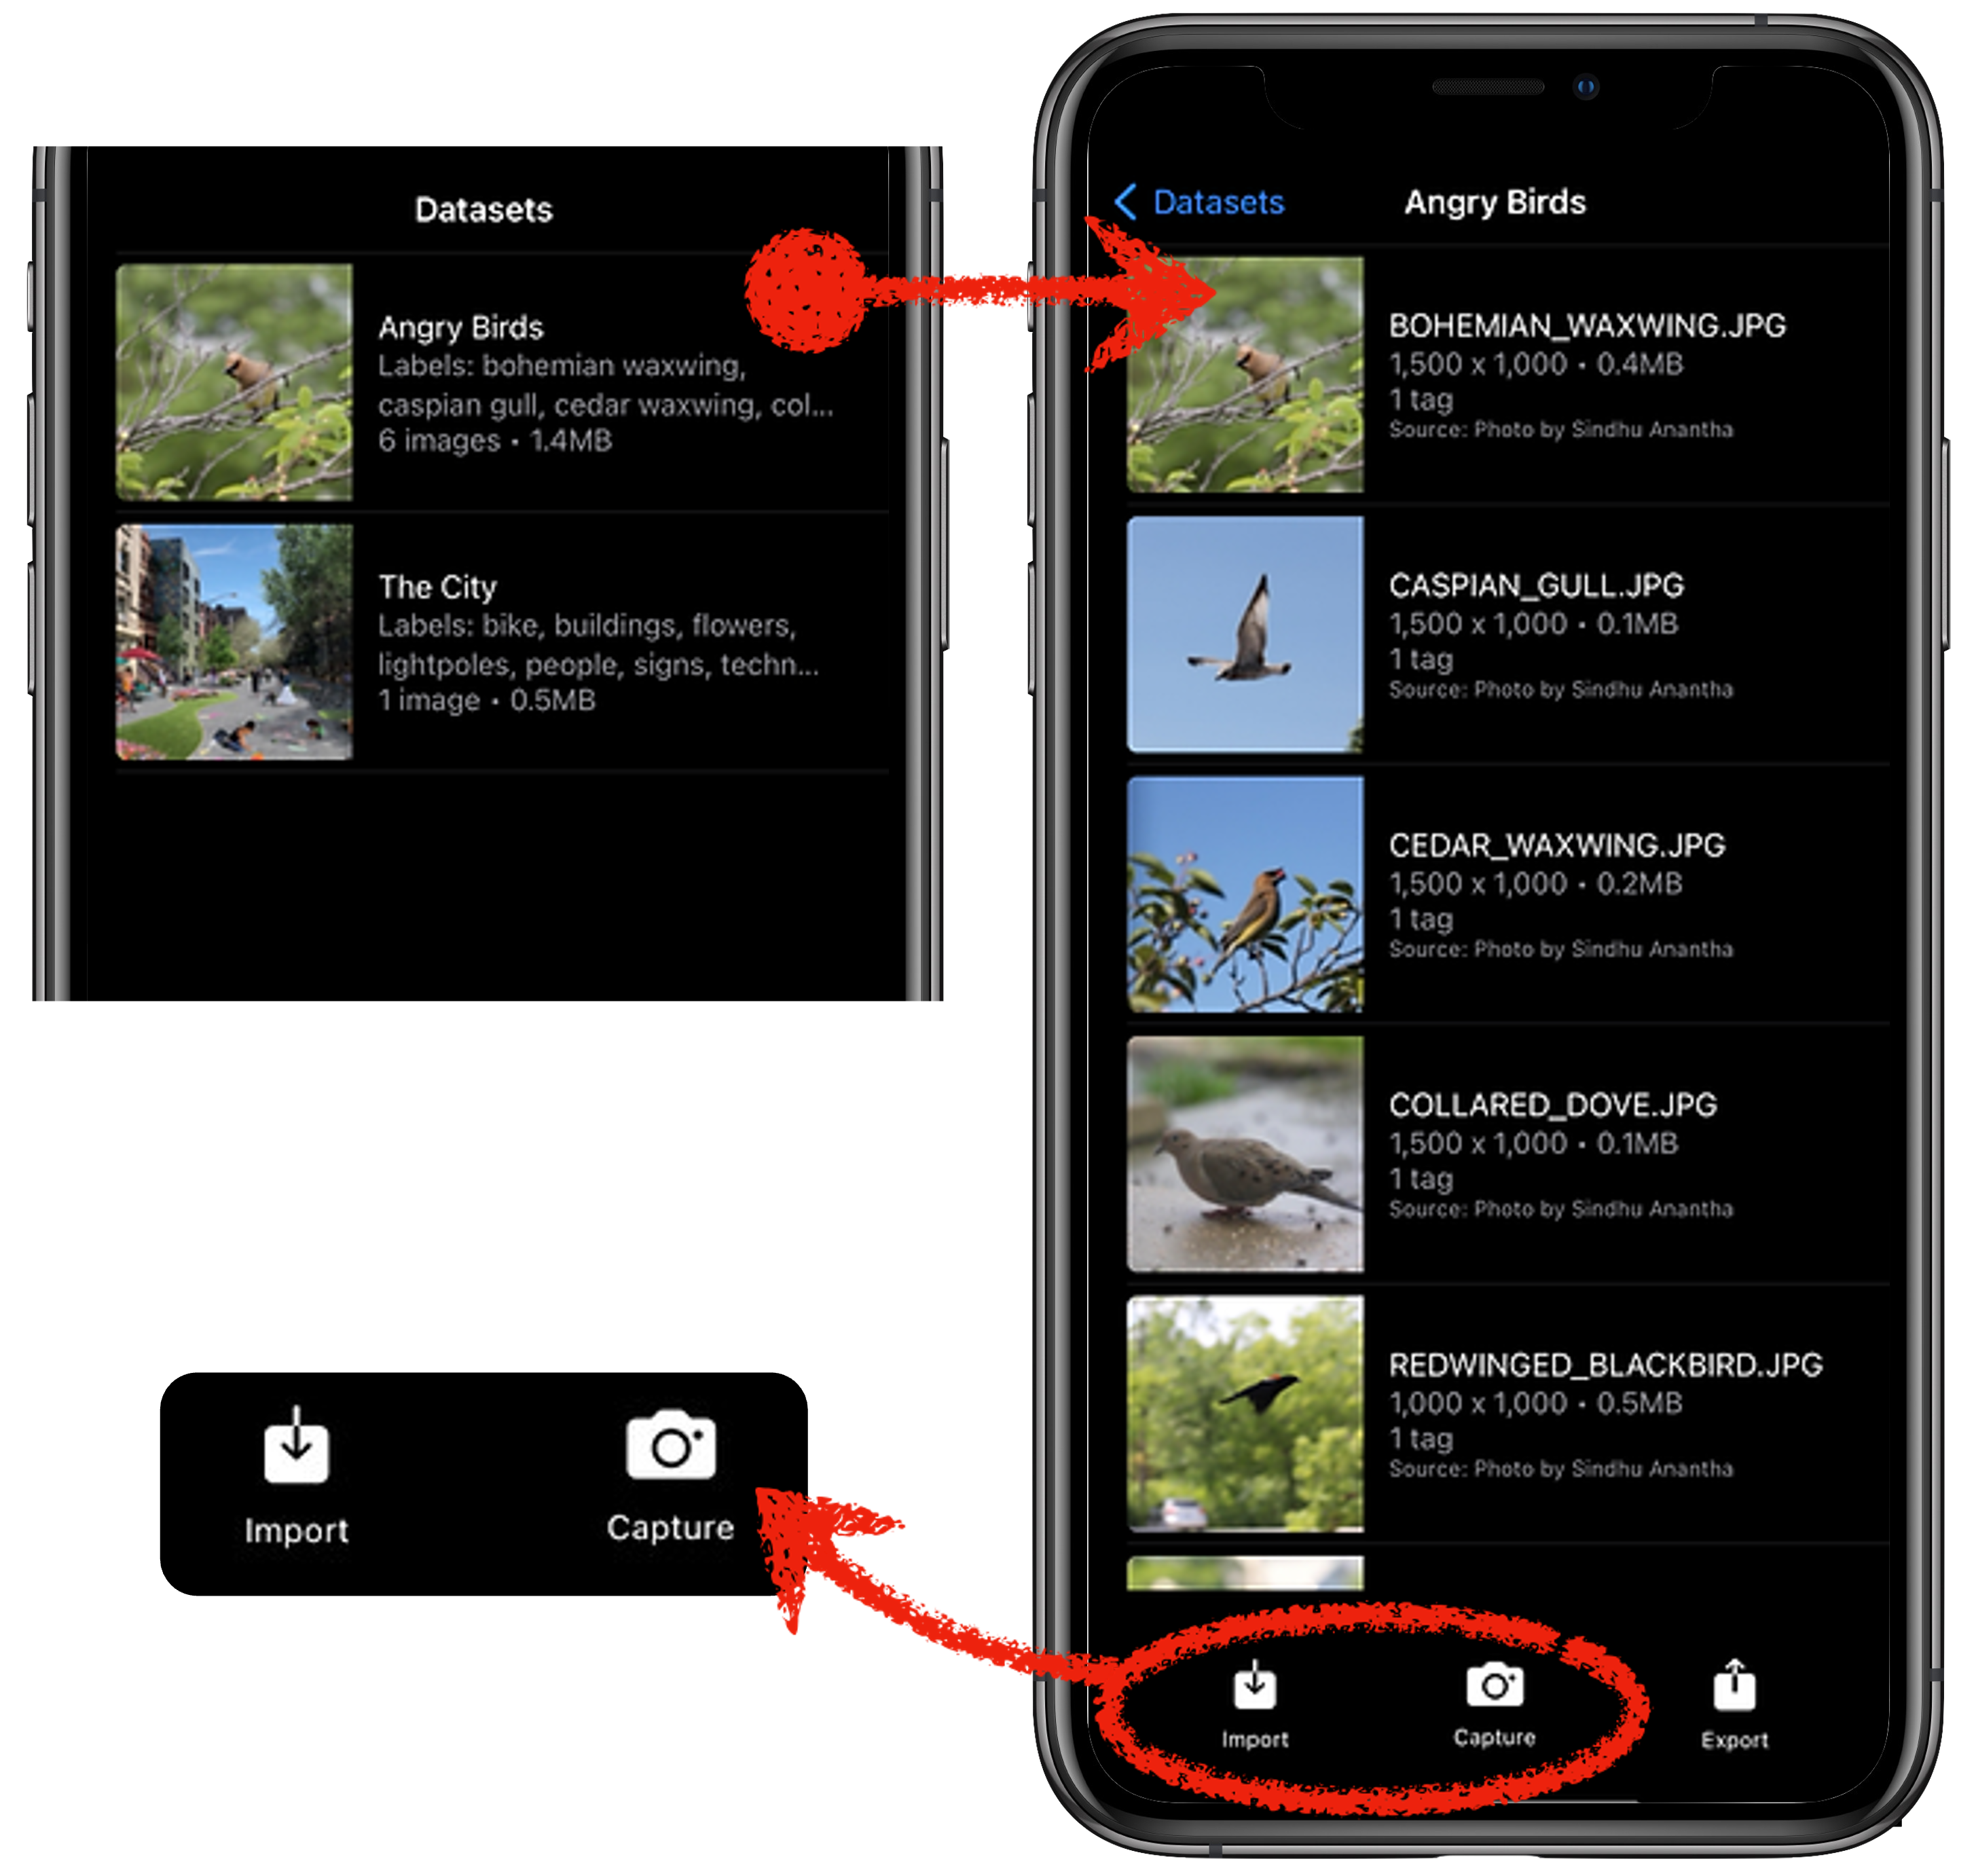 Datasets
Angry Birds
Labels: bohemian waxwing,
caspian gull, cedar waxwing, col...
6 images • 1.4MB
The City
Labels: bike, buildings, flowers,
lightpoles, people, signs, techn...
1 image • 0.5MB
Import
Capture
Datasets
Angry Birds
BOHEMIAN_WAXWING.JPG
1,500 x 1,000 • 0.4MB
1 tag
Source: Photo by Sindhu Anantha
CASPIAN_GULL.JPG
1,500 x 1,000 • 0.1MB
1 tag
Source: Photo by Sindhu Anantha
CEDAR_WAXWING.JPG
1,500 x 1,000 • 0.2MB
1 tag
Source: Photo by Sindhu Anantha
COLLARED_DOVE.JPG
1,500 x 1,000 • 0.1MB
1 tag
Source: Photo by Sindhu Anantha
REDWINGED_BLACKBIRD.JPG
1,000 x 1,000 • 0.5MB
1 tag
Source: Photo by Sindhu Anantha
Import
Capture
Export